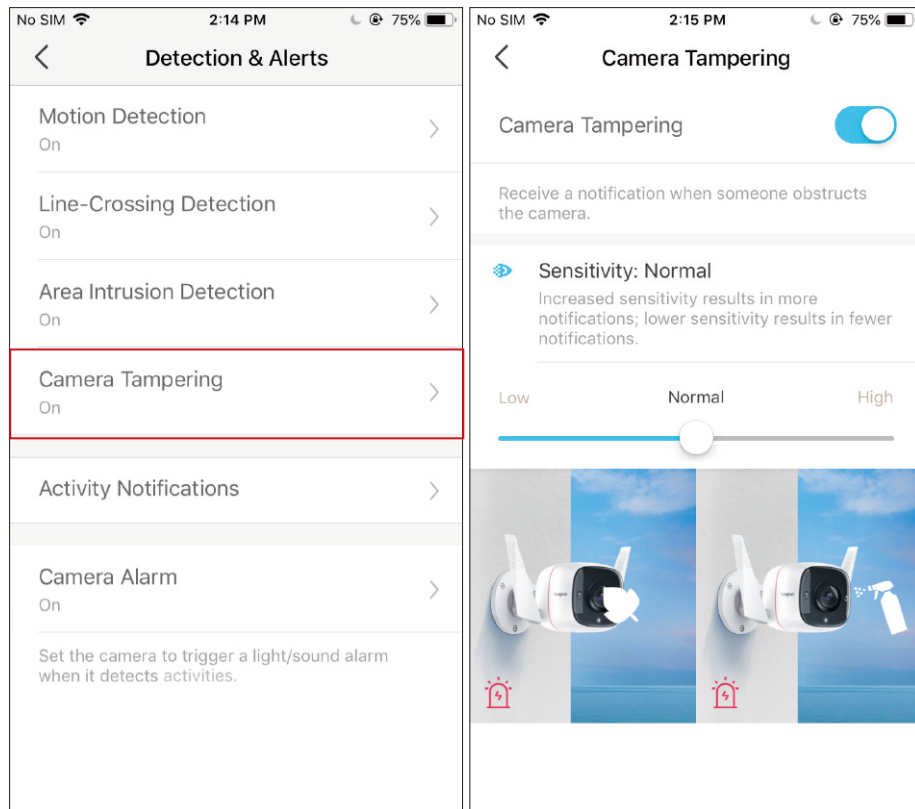 No SIM 2:14 PM 75%
Detection & Alerts
Motion Detection
On
Line-Crossing Detection
On
Area Intrusion Detection
On
Camera Tampering
On
Activity Notifications
Camera Alarm
On
Set the camera to trigger a light/sound alarm
when it detects activities.
No SIM 2:15 PM 75%
Camera Tampering
Camera Tampering
Receive a notification when someone obstructs
the camera.
Sensitivity: Normal
Increased sensitivity results in more
notifications; lower sensitivity results in fewer
notifications.
Low Normal High
tapo
tapo